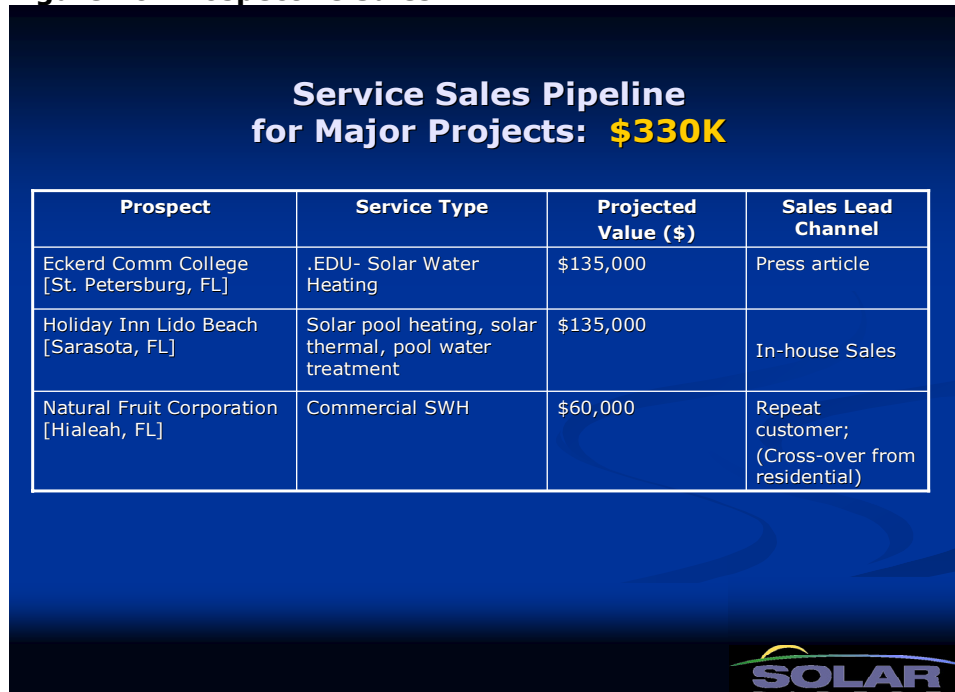 Service Sales Pipeline
for Major Projects: $330K
Prospect
Service Type
Projected
Value ($)
Sales Lead
Channel
Eckerd Comm College
[St. Petersburg, FL]
.EDU- Solar Water
Heating
$135,000
Press article
Holiday Inn Lido Beach
[Sarasota, FL]
Solar pool heating, solar
thermal, pool water
treatment
$135,000
In-house Sales
Natural Fruit Corporation
[Hialeah, FL]
Commercial SWH
$60,000
Repeat
customer;
(Cross-over from
residential)
SOLAR